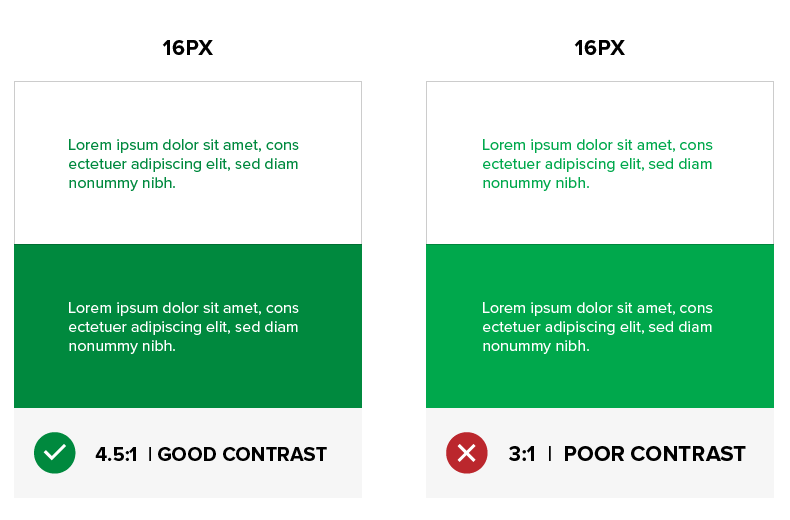 16PX
Lorem ipsum dolor sit amet, cons
ectetuer adipiscing elit, sed diam
nonummy nibh.
Lorem ipsum dolor sit amet, cons
ectetuer adipiscing elit, sed diam
nonummy nibh.
4.5:1 | GOOD CONTRAST
16PX
Lorem ipsum dolor sit amet, cons
ectetuer adipiscing elit, sed diam
nonummy nibh.
Lorem ipsum dolor sit amet, cons
ectetuer adipiscing elit, sed diam
nonummy nibh.
3:1 | POOR CONTRAST